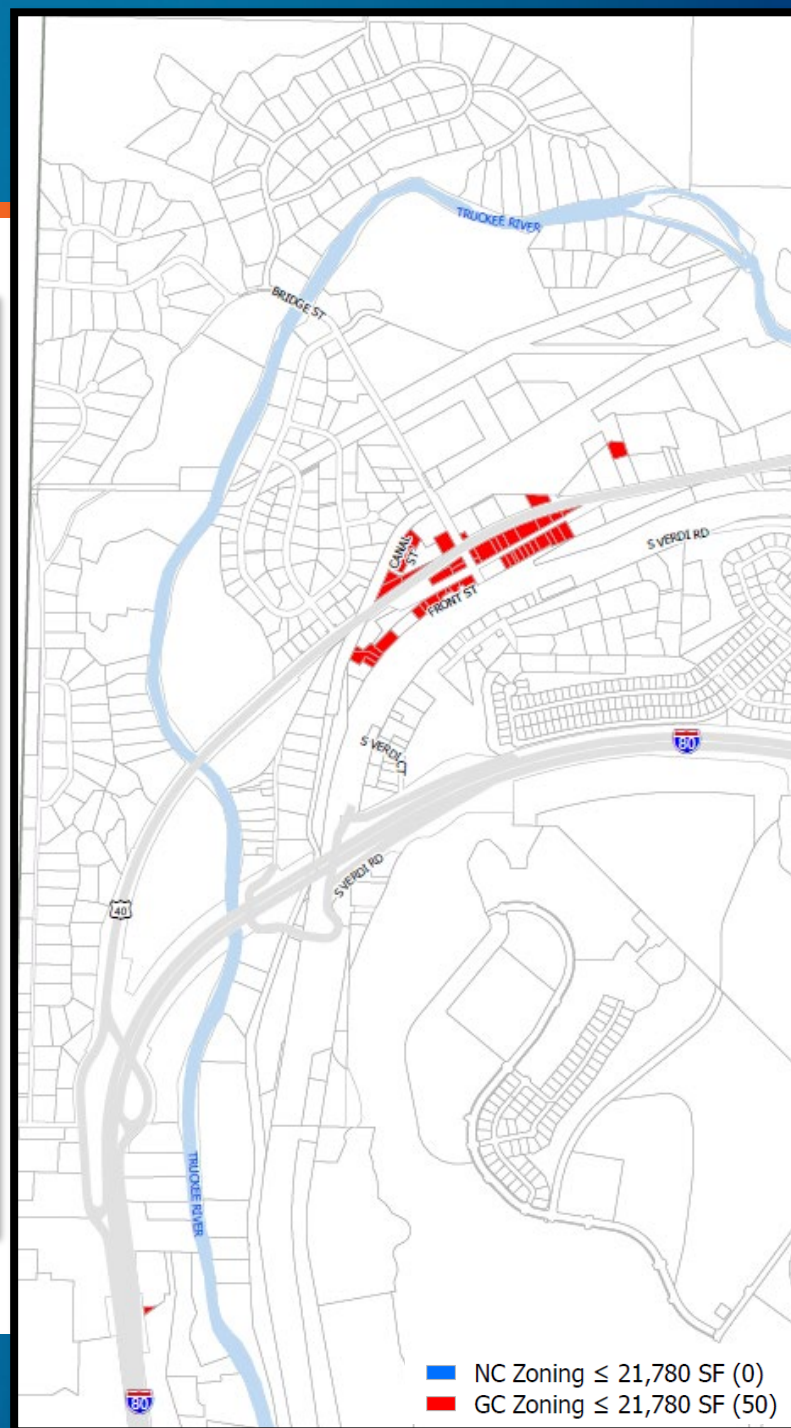 TRUCKEE RIVER
BRIDGE ST
CANAL
ST
S VERDI RD
FRONT ST
S VERDI CT
80
S VERDI RD
40
TRUCKEE RIVER
80
NC Zoning ≤ 21,780 SF (0)
GC Zoning ≤ 21,780 SF (50)